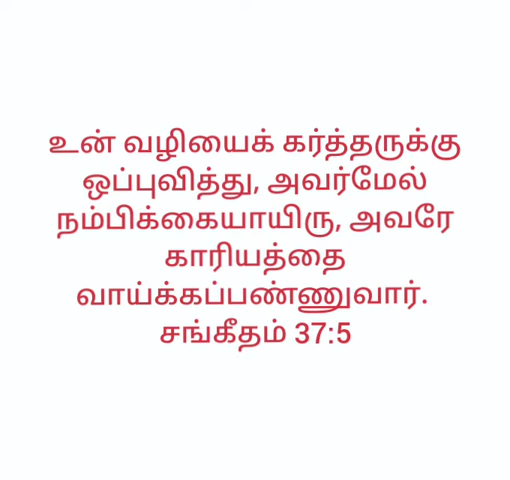 உன் வழியைக் கர்த்தருக்கு
ஒப்புவித்து, அவர்மேல்
நம்பிக்கையாயிரு, அவரே
காரியத்தை
வாய்க்கப்பண்ணுவார்.
சங்கீதம் 37:5